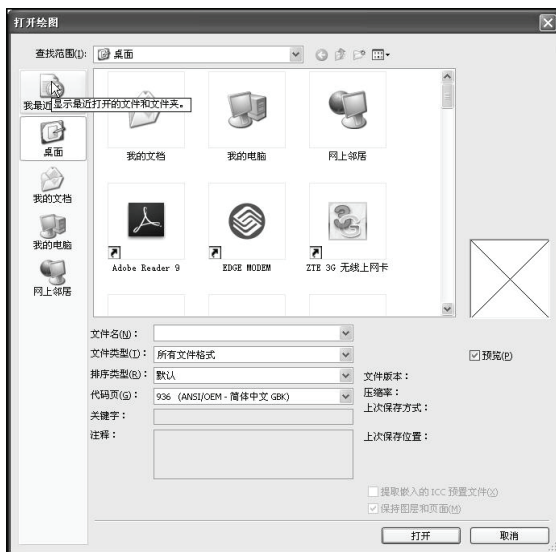 打开绘图
查找范围(I): 桌面
我最近
显示最近打开的文件和文件夹。
桌面
我的文档
我的电脑
网上邻居
我的文档
我的电脑
网上邻居
Adobe Reader 9
EDGE MODEM
ZTE 3G 无线上网卡
文件名(N):
文件类型(T): 所有文件格式
排序类型(R): 默认
代码页(G): 936 (ANSI/OEM - 简体中文 GBK)
关键字:
注释:
预览(P)
文件版本:
压缩率:
上次保存方式:
上次保存位置:
提取嵌入的 ICC 预置文件(X)
保持图层和页面(M)
打开
取消